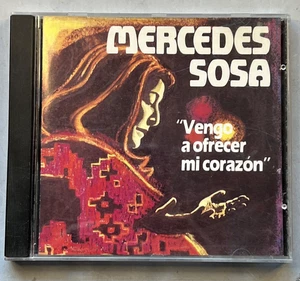 MERCEDES
SOSA
"Vengo
a ofrecer
mi corazón"